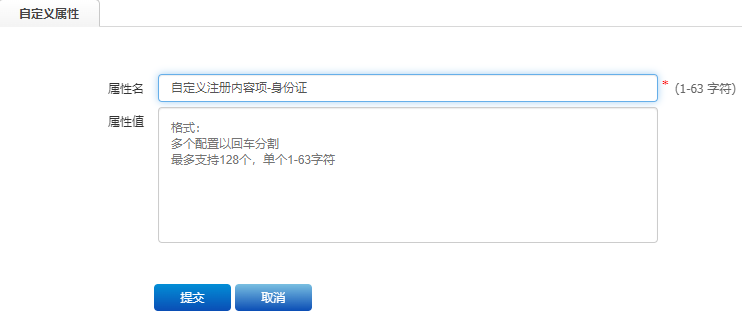 自定义属性
属性名 自定义注册内容项-身份证 * (1-63 字符)
属性值
格式：
多个配置以回车分割
最多支持128个，单个1-63字符
提交 取消